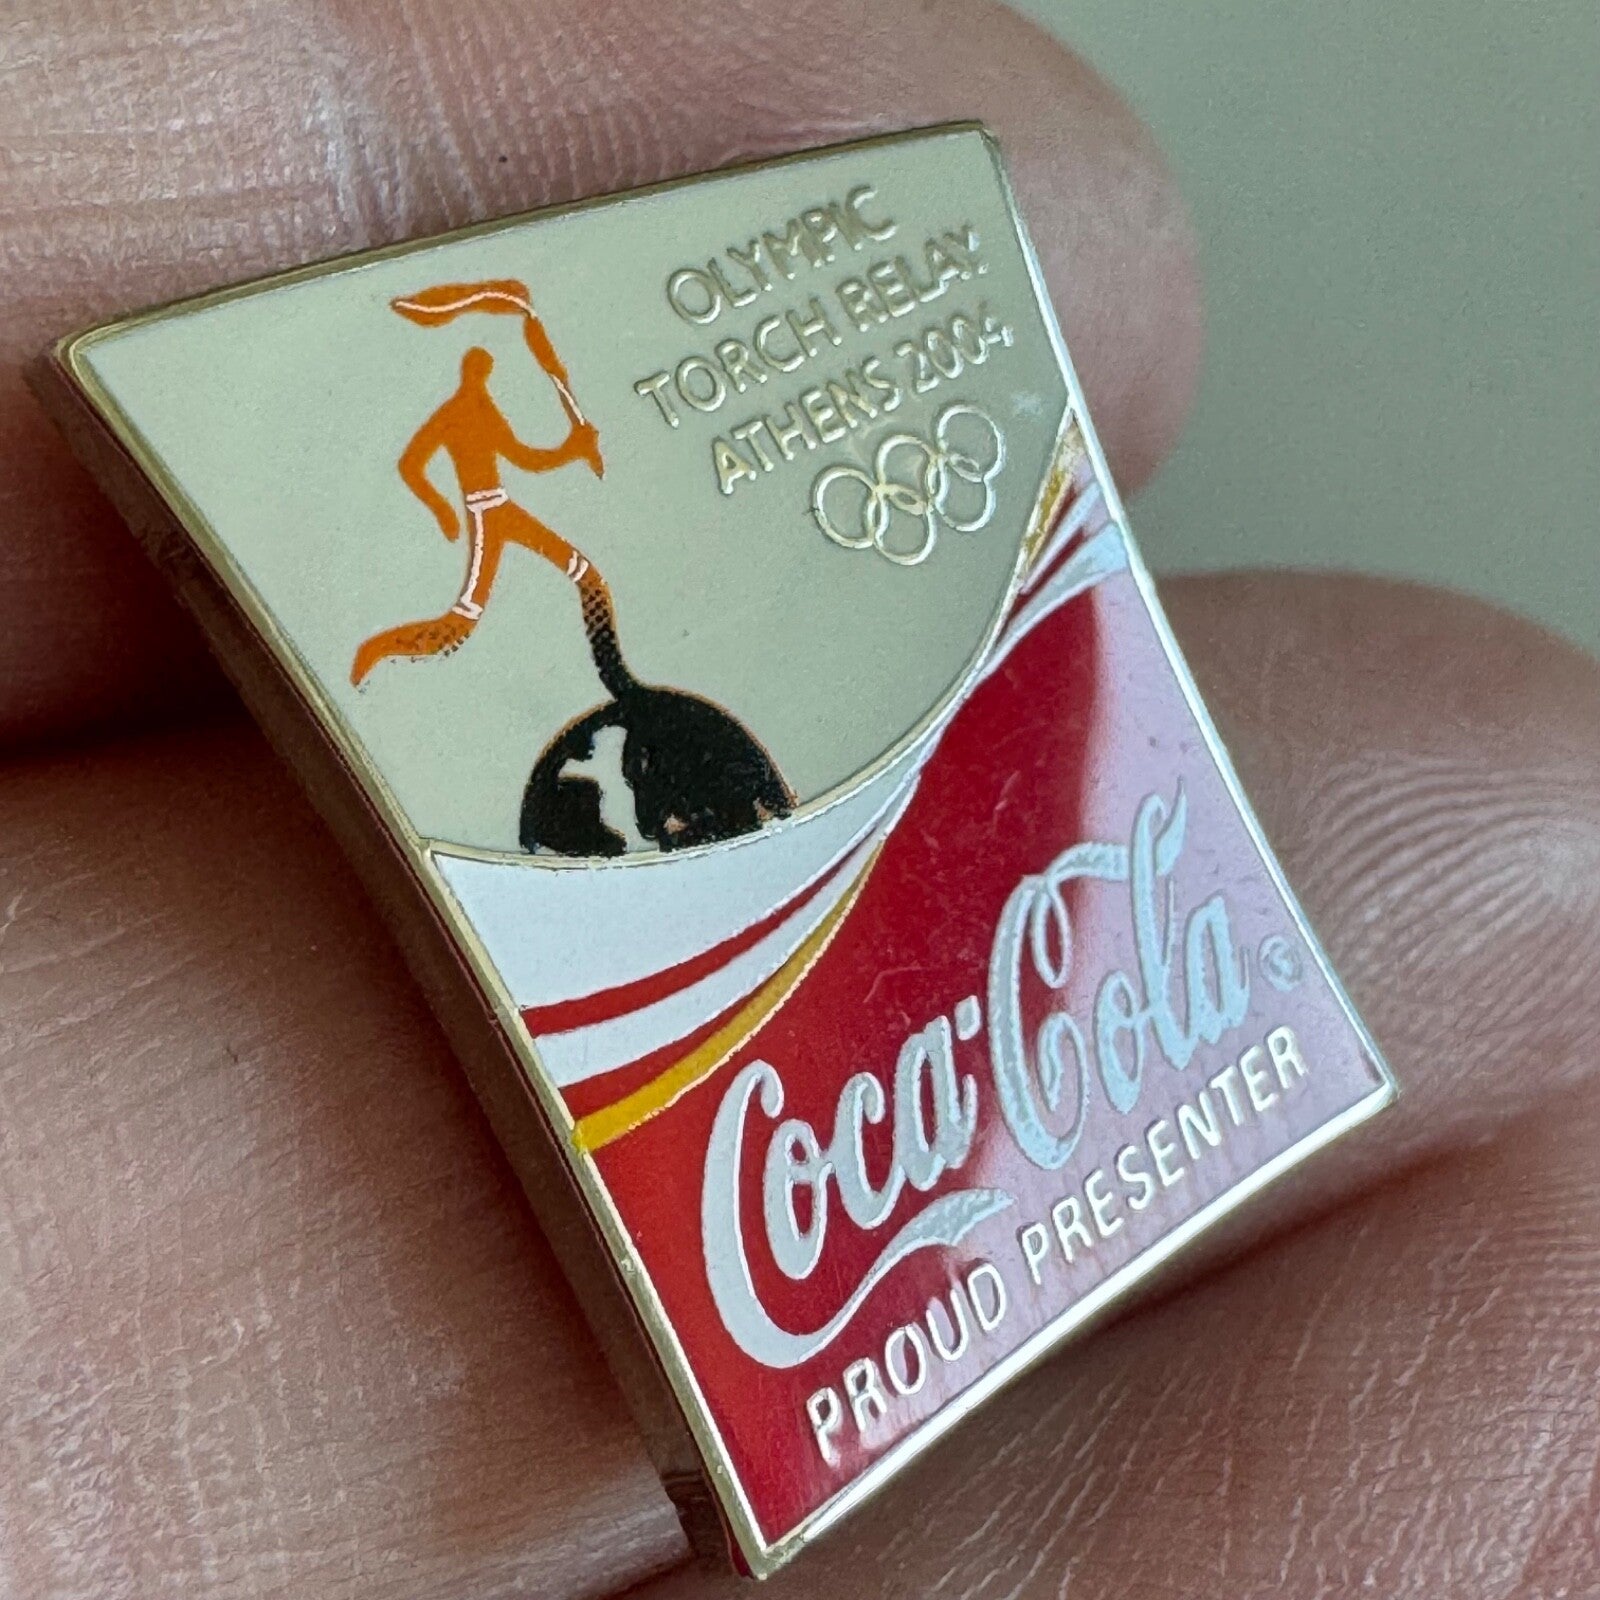 OLYMPIC
TORCH RELAY
ATHENS 2004
Coca-Cola®
PROUD PRESENTER